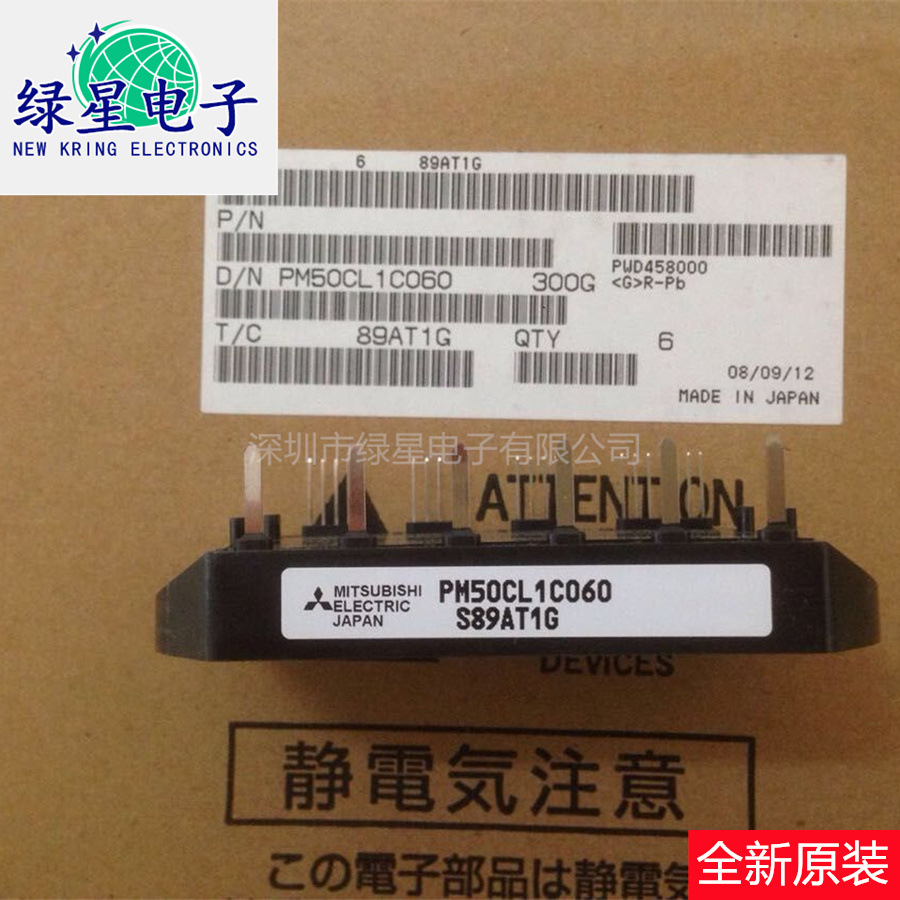 绿星电子
NEW KRING ELECTRONICS
6 89AT1G
P/N
D/N PM50CL1C060 300G
PWD458000
<G>R-Pb
T/C 89AT1G QTY 6
08/09/12
MADE IN JAPAN
深圳市绿星电子有限公司
ATTENTION
MITSUBISHI
ELECTRIC
JAPAN
PM50CL1C060
S89AT1G
DEVICES
静電気注意
この電子部品は静電気
全新原装